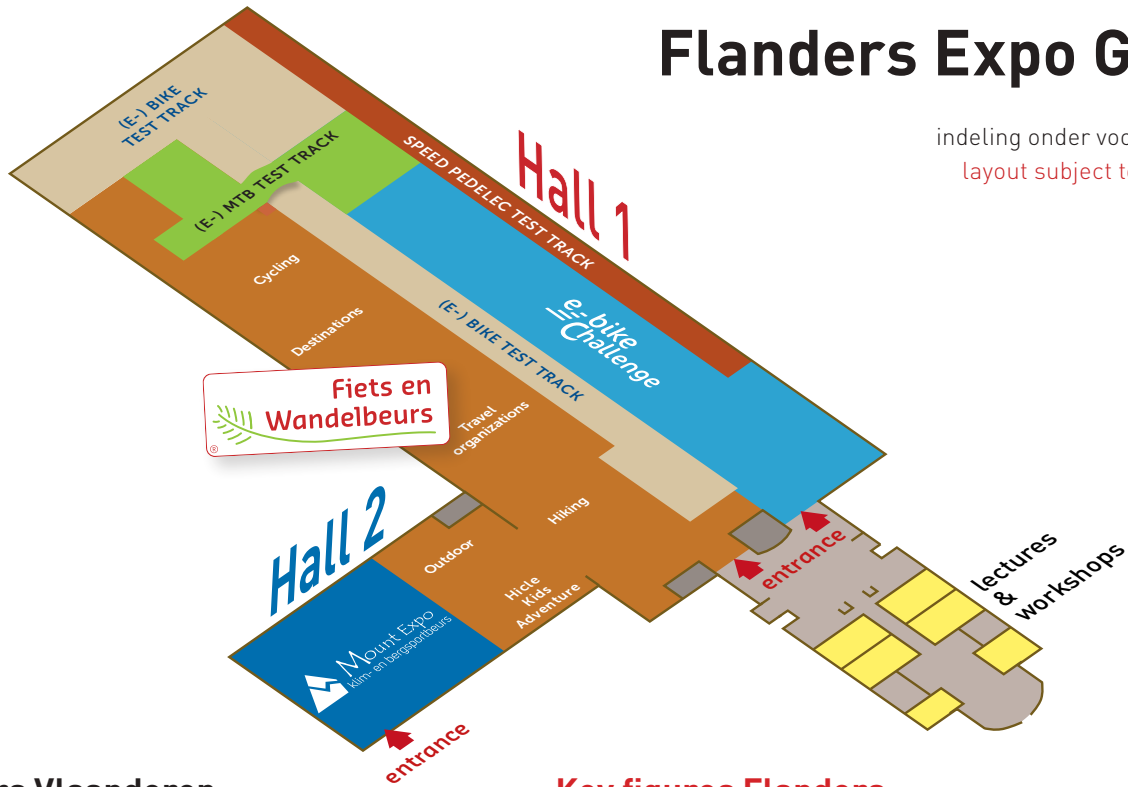 Flanders Expo G
indeling onder voo
layout subject t
(E-) BIKE
TEST TRACK
(E-) MTB TEST TRACK
SPEED PEDELEC TEST TRACK
Hall 1
Cycling
Destinations
(E-) BIKE TEST TRACK
e-bike
Challenge
Fiets en
Wandelbeurs
®
Travel
organizations
Hiking
Hall 2
Outdoor
Hicle
Kids
Adventure
Mount Expo
klim- en bergsportbeurs
entrance
entrance
lectures
&
workshops
Vlaanderen
Key figures Flanders